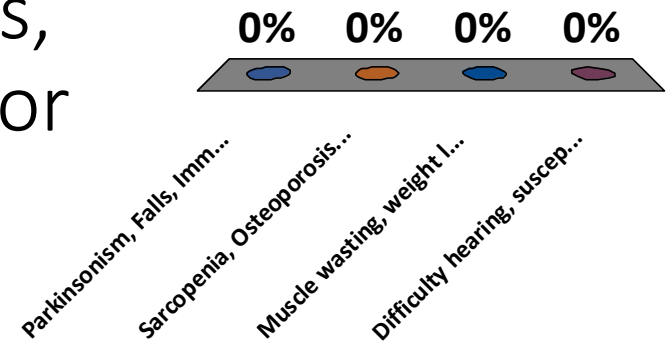 s,
or
0% 0% 0% 0%
Parkinsonism, Falls, Imm...
Sarcopenia, Osteoporosis...
Muscle wasting, weight l...
Difficulty hearing, suscep...